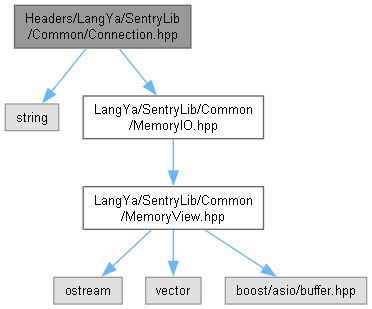 Headers/LangYa/SentryLib
/Common/Connection.hpp
string
LangYa/SentryLib/Common
/MemoryIO.hpp
LangYa/SentryLib/Common
/MemoryView.hpp
ostream
vector
boost/asio/buffer.hpp